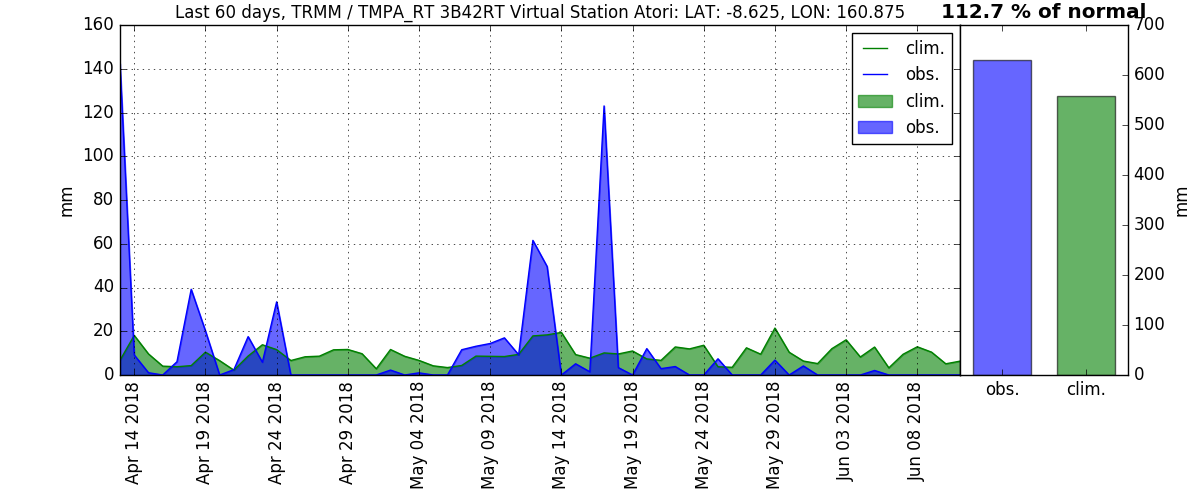 Last 60 days, TRMM / TMPA_RT 3B42RT Virtual Station Atori: LAT: -8.625, LON: 160.875
112.7 % of normal
160
140
120
100
80
60
40
20
0
mm
clim.
obs.
clim.
obs.
Apr 14 2018
Apr 19 2018
Apr 24 2018
Apr 29 2018
May 04 2018
May 09 2018
May 14 2018
May 19 2018
May 24 2018
May 29 2018
Jun 03 2018
Jun 08 2018
700
600
500
400
300
200
100
0
mm
obs.
clim.